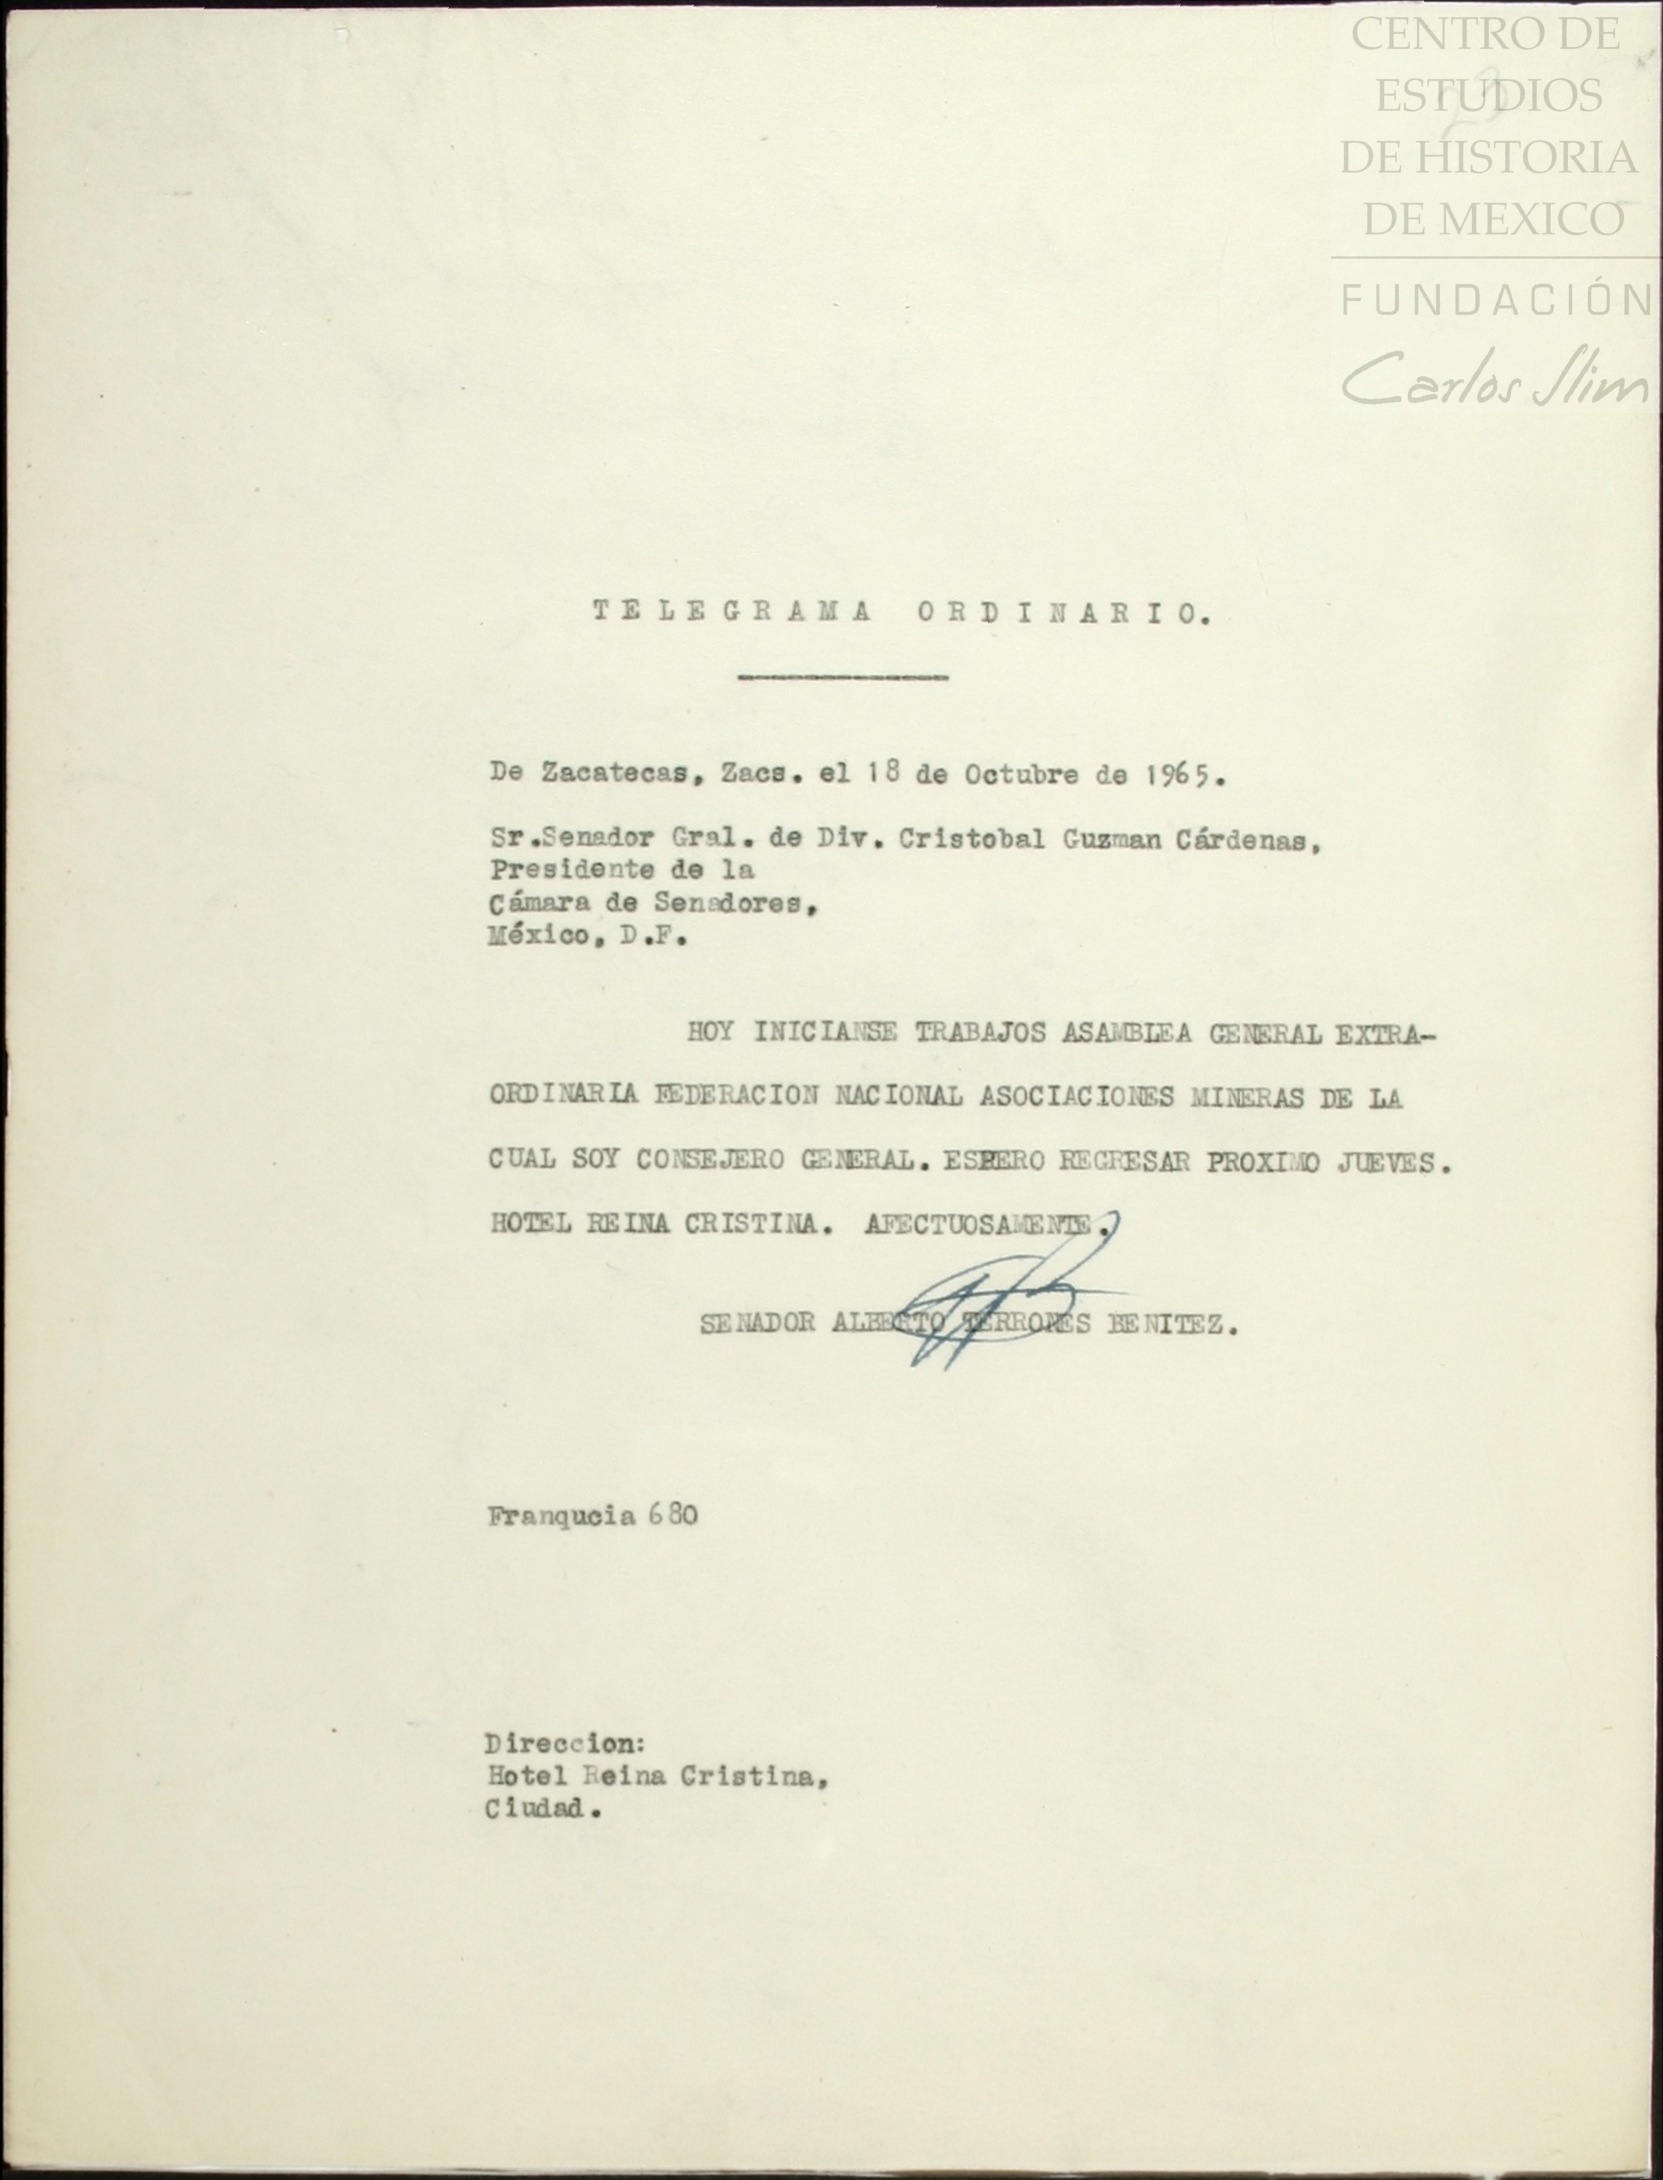 CENTRO DE
ESTUDIOS
DE HISTORIA
DE MEXICO
FUNDACIÓN
Carlos Slim
TELEGRAMA ORDINARIO.
De Zacatecas, Zacs. el 18 de Octubre de 1965.
Sr.Senador Gral. de Div. Cristobal Guzman Cárdenas,
Presidente de la
Cámara de Senadores,
México, D.F.
HOY INICIANSE TRABAJOS ASAMBLEA GENERAL EXTRA-
ORDINARIA FEDERACION NACIONAL ASOCIACIONES MINERAS DE LA
CUAL SOY CONSEJERO GENERAL. ESPERO REGRESAR PROXIMO JUEVES.
HOTEL REINA CRISTINA. AFECTUOSAMENTE.
SENADOR ALBERTO TERRONES BENITEZ.
Franqucia 680
Direccion:
Hotel Reina Cristina,
Ciudad.